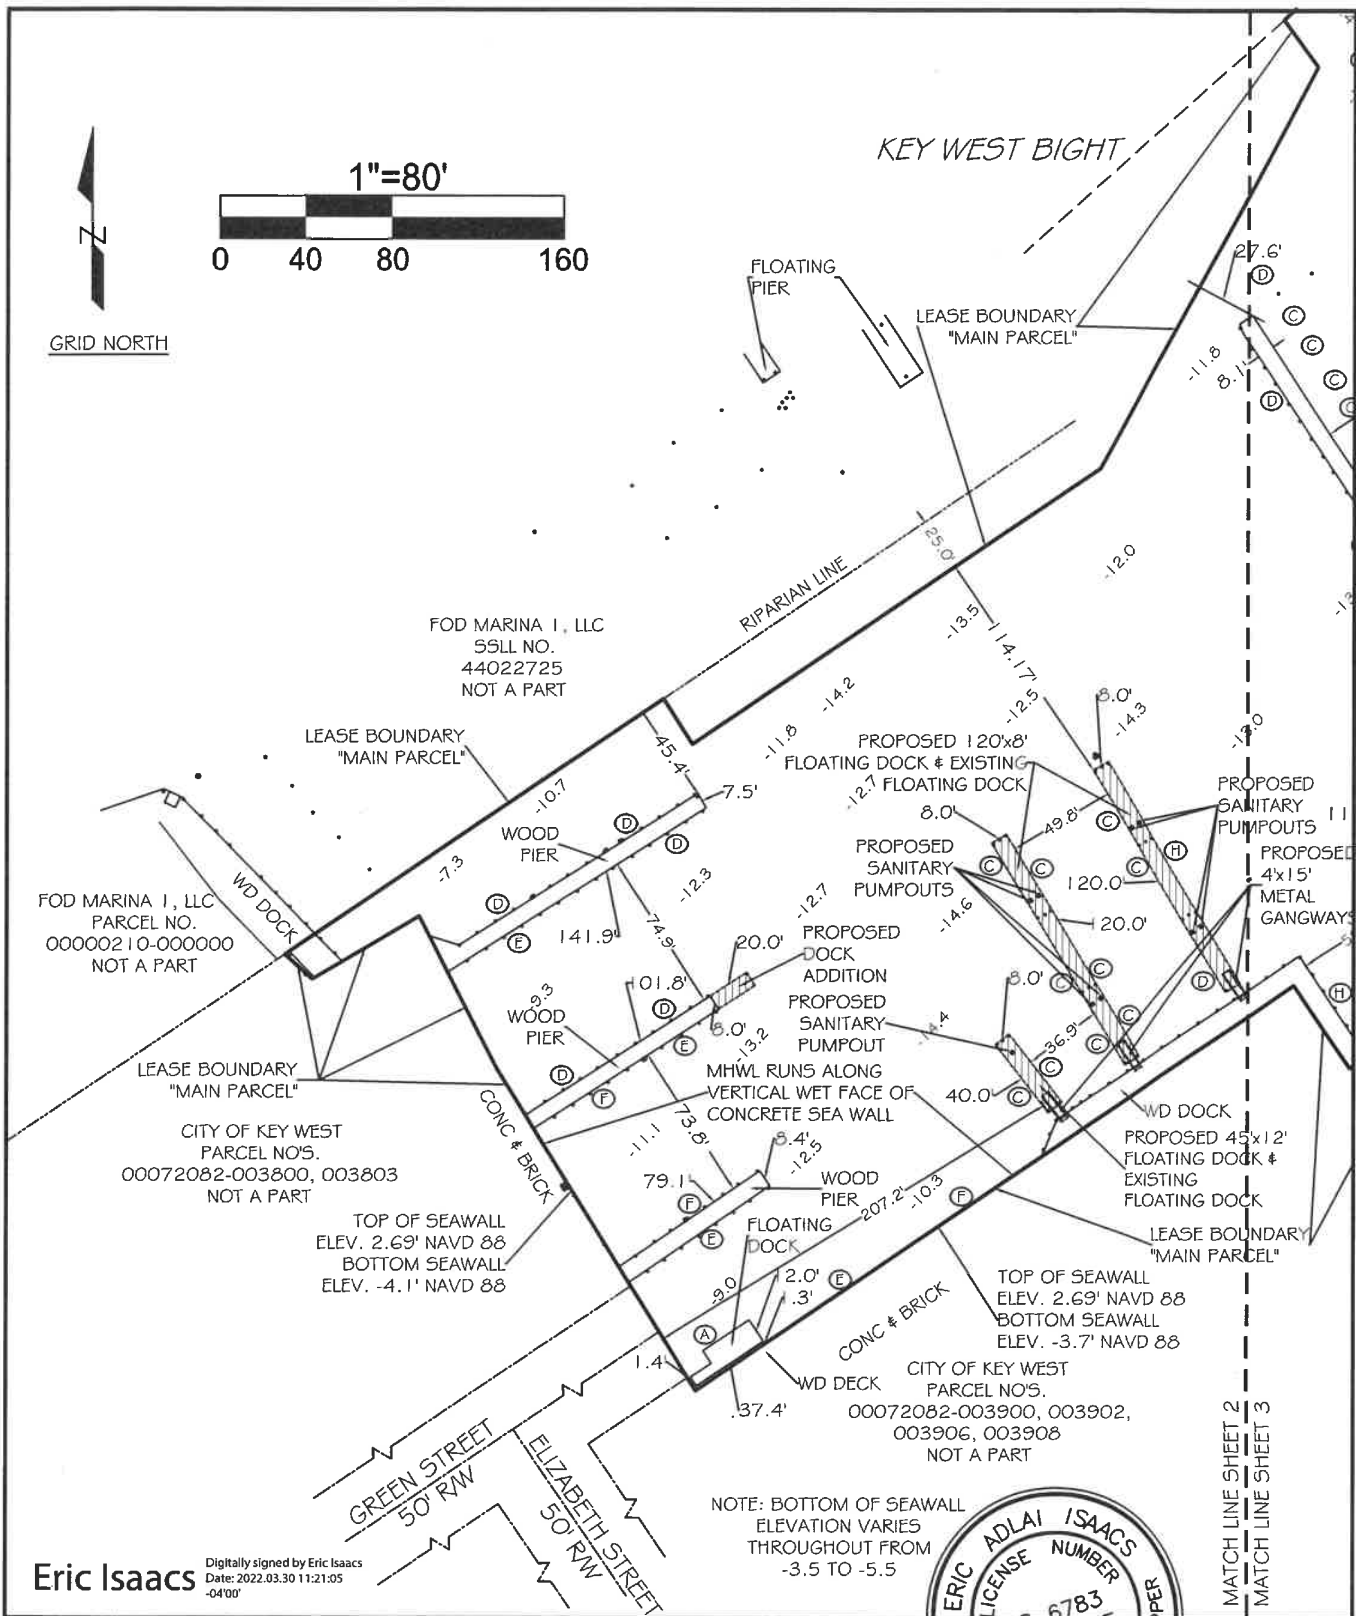 KEY WEST BIGHT
1"=80'
0 40 80 160
N
GRID NORTH
FLOATING
PIER
LEASE BOUNDARY
"MAIN PARCEL"
27.6'
D
C
C
C
C
-11.8
8.1'
D
25.0'
-12.0
RIPARIAN LINE
-13.5
114.17'
FOD MARINA 1, LLC
SSLL NO.
44022725
NOT A PART
-14.2
-12.5
8.0'
-14.3
-13.0
LEASE BOUNDARY
"MAIN PARCEL"
45.4'
-11.8
PROPOSED 120'x8'
FLOATING DOCK & EXISTING
FLOATING DOCK
-12.7
-10.7
7.5'
PROPOSED
SANITARY
PUMPOUTS
WOOD
PIER
D
D
8.0'
49.8'
C
H
-7.3
PROPOSED
SANITARY
PUMPOUTS
C
C
C
120.0'
PROPOSED
4'x15'
METAL
GANGWAYS
WD DOCK
-12.3
-12.7
-14.6
120.0'
FOD MARINA 1, LLC
PARCEL NO.
00000210-000000
NOT A PART
D
E
141.9'
74.9'
20.0'
PROPOSED
DOCK
ADDITION
C
C
D
H
-9.3
101.8'
D
8.0'
E
-13.2
PROPOSED
SANITARY
PUMPOUT
8.0'
-14.4
36.9'
C
C
C
WOOD
PIER
D
F
LEASE BOUNDARY
"MAIN PARCEL"
MHWL RUNS ALONG
VERTICAL WET FACE OF
CONCRETE SEA WALL
40.0'
C
WD DOCK
CONC & BRICK
CITY OF KEY WEST
PARCEL NO'S.
00072082-003800, 003803
NOT A PART
-11.1
73.8'
8.4'
-12.5
PROPOSED 45'x12'
FLOATING DOCK &
EXISTING
FLOATING DOCK
79.1'
F
E
WOOD
PIER
207.2'
-10.3
F
TOP OF SEAWALL
ELEV. 2.69' NAVD 88
BOTTOM SEAWALL
ELEV. -4.1' NAVD 88
FLOATING
DOCK
LEASE BOUNDARY
"MAIN PARCEL"
-9.0
E
A
1.4'
TOP OF SEAWALL
ELEV. 2.69' NAVD 88
BOTTOM SEAWALL
ELEV. -3.7' NAVD 88
CONC & BRICK
WD DECK
37.4'
CITY OF KEY WEST
PARCEL NO'S.
00072082-003900, 003902,
003906, 003908
NOT A PART
GREEN STREET
50' R/W
ELIZABETH STREET
50' R/W
MATCH LINE SHEET 2
MATCH LINE SHEET 3
NOTE: BOTTOM OF SEAWALL
ELEVATION VARIES
THROUGHOUT FROM
-3.5 TO -5.5
ERIC ADLAI ISAACS
LICENSE NUMBER
6783
Eric Isaacs
Digitally signed by Eric Isaacs
Date: 2022.03.30 11:21:05
-04'00'